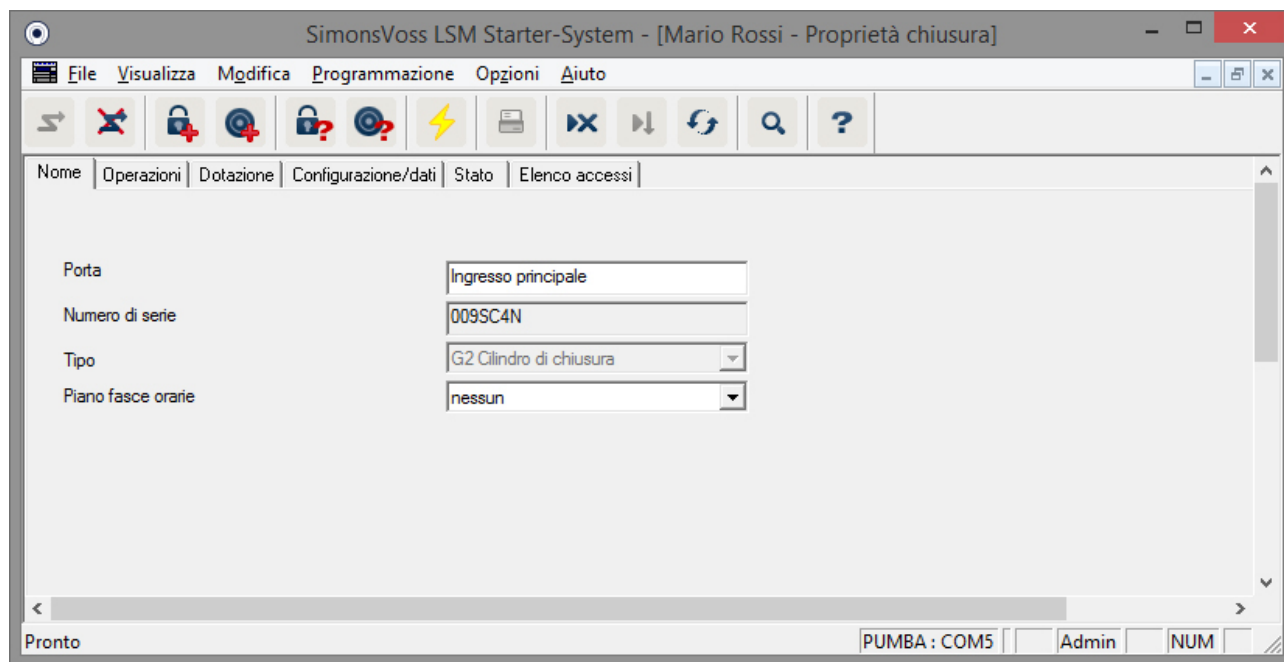 SimonsVoss LSM Starter-System - [Mario Rossi - Proprietà chiusura]
File Visualizza Modifica Programmazione Opzioni Aiuto
Nome Operazioni Dotazione Configurazione/dati Stato Elenco accessi
Porta Ingresso principale
Numero di serie 009SC4N
Tipo G2 Cilindro di chiusura
Piano fasce orarie nessun
Pronto PUMBA : COM5 Admin NUM